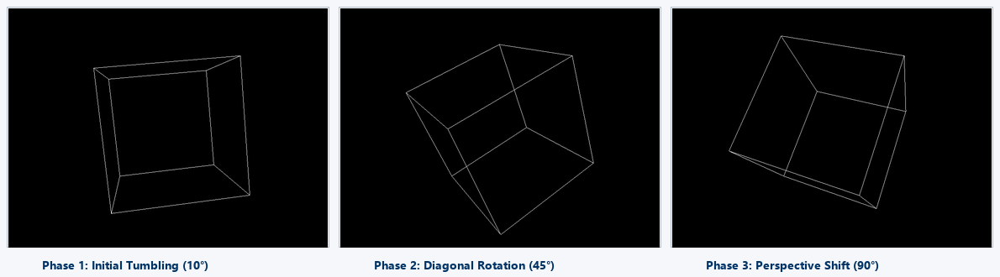 Phase 1: Initial Tumbling (10°)
Phase 2: Diagonal Rotation (45°)
Phase 3: Perspective Shift (90°)